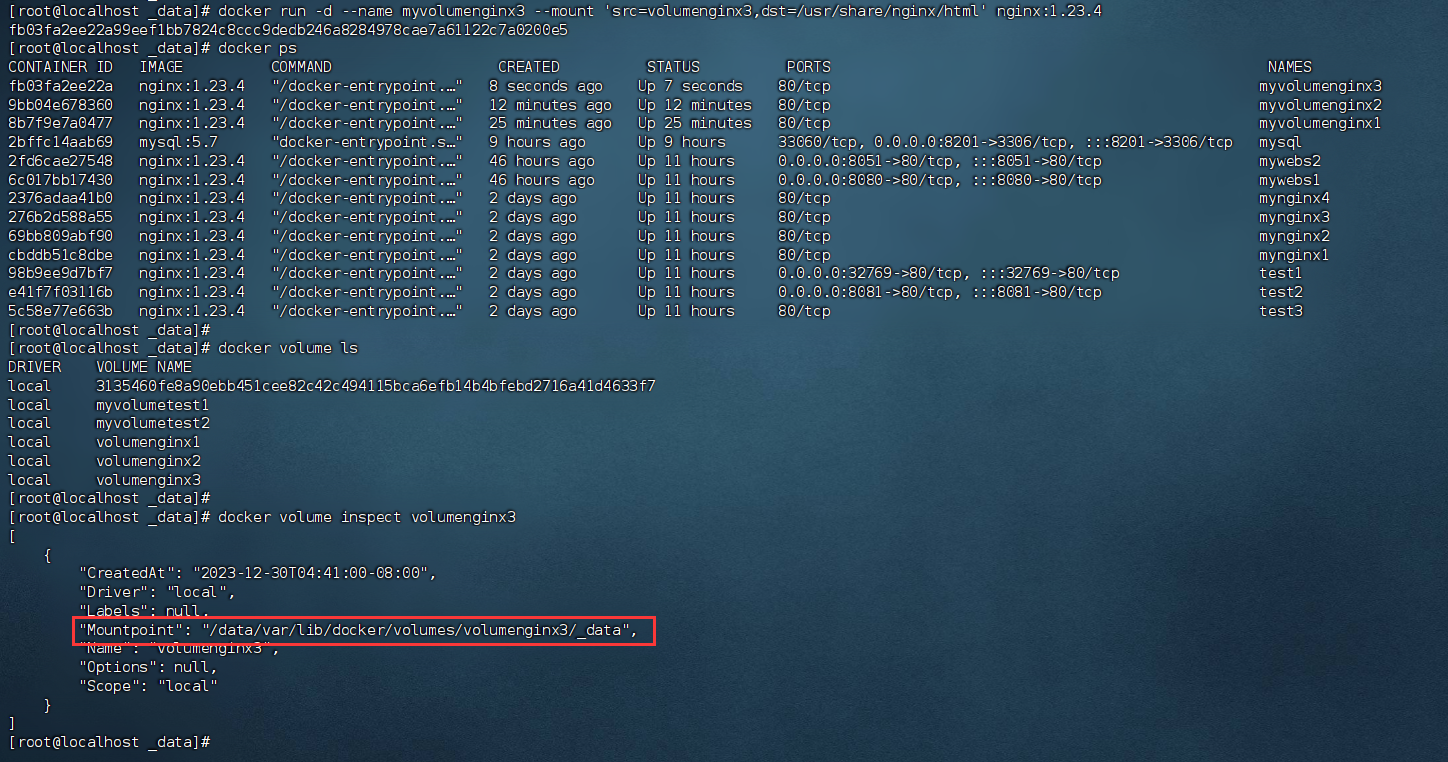 [root@localhost _data]# docker run -d --name myvolumenginx3 --mount 'src=volumenginx3,dst=/usr/share/nginx/html' nginx:1.23.4
fb03fa2ee22a99eef1bb7824c8ccc9dedb246a8284978cae7a61122c7a0200e5
[root@localhost _data]# docker ps
CONTAINER ID   IMAGE          COMMAND                   CREATED          STATUS          PORTS                                                  NAMES
fb03fa2ee22a   nginx:1.23.4   "/docker-entrypoint.…"   8 seconds ago    Up 7 seconds    80/tcp                                                 myvolumenginx3
9bb04e678360   nginx:1.23.4   "/docker-entrypoint.…"   12 minutes ago   Up 12 minutes   80/tcp                                                 myvolumenginx2
8b7f9e7a0477   nginx:1.23.4   "/docker-entrypoint.…"   25 minutes ago   Up 25 minutes   80/tcp                                                 myvolumenginx1
2bffc14aab69   mysql:5.7      "docker-entrypoint.s…"   9 hours ago      Up 9 hours      33060/tcp, 0.0.0.0:8201->3306/tcp, :::8201->3306/tcp   mysql
2fd6cae27548   nginx:1.23.4   "/docker-entrypoint.…"   46 hours ago     Up 11 hours     0.0.0.0:8051->80/tcp, :::8051->80/tcp                  mywebs2
6c017bb17430   nginx:1.23.4   "/docker-entrypoint.…"   46 hours ago     Up 11 hours     0.0.0.0:8080->80/tcp, :::8080->80/tcp                  mywebs1
2376adaa41b0   nginx:1.23.4   "/docker-entrypoint.…"   2 days ago       Up 11 hours     80/tcp                                                 mynginx4
276b2d588a55   nginx:1.23.4   "/docker-entrypoint.…"   2 days ago       Up 11 hours     80/tcp                                                 mynginx3
69bb809abf90   nginx:1.23.4   "/docker-entrypoint.…"   2 days ago       Up 11 hours     80/tcp                                                 mynginx2
cbddb51c8dbe   nginx:1.23.4   "/docker-entrypoint.…"   2 days ago       Up 11 hours     80/tcp                                                 mynginx1
98b9ee9d7bf7   nginx:1.23.4   "/docker-entrypoint.…"   2 days ago       Up 11 hours     0.0.0.0:32769->80/tcp, :::32769->80/tcp                test1
e41f7f03116b   nginx:1.23.4   "/docker-entrypoint.…"   2 days ago       Up 11 hours     0.0.0.0:8081->80/tcp, :::8081->80/tcp                  test2
5c58e77e663b   nginx:1.23.4   "/docker-entrypoint.…"   2 days ago       Up 11 hours     80/tcp                                                 test3
[root@localhost _data]#
[root@localhost _data]# docker volume ls
DRIVER    VOLUME NAME
local     3135460fe8a90ebb451cee82c42c494115bca6efb14b4bfebd2716a41d4633f7
local     myvolumetest1
local     myvolumetest2
local     volumenginx1
local     volumenginx2
local     volumenginx3
[root@localhost _data]#
[root@localhost _data]# docker volume inspect volumenginx3
[
    {
        "CreatedAt": "2023-12-30T04:41:00-08:00",
        "Driver": "local",
        "Labels": null,
        "Mountpoint": "/data/var/lib/docker/volumes/volumenginx3/_data",
        "Name": "volumenginx3",
        "Options": null,
        "Scope": "local"
    }
]
[root@localhost _data]#